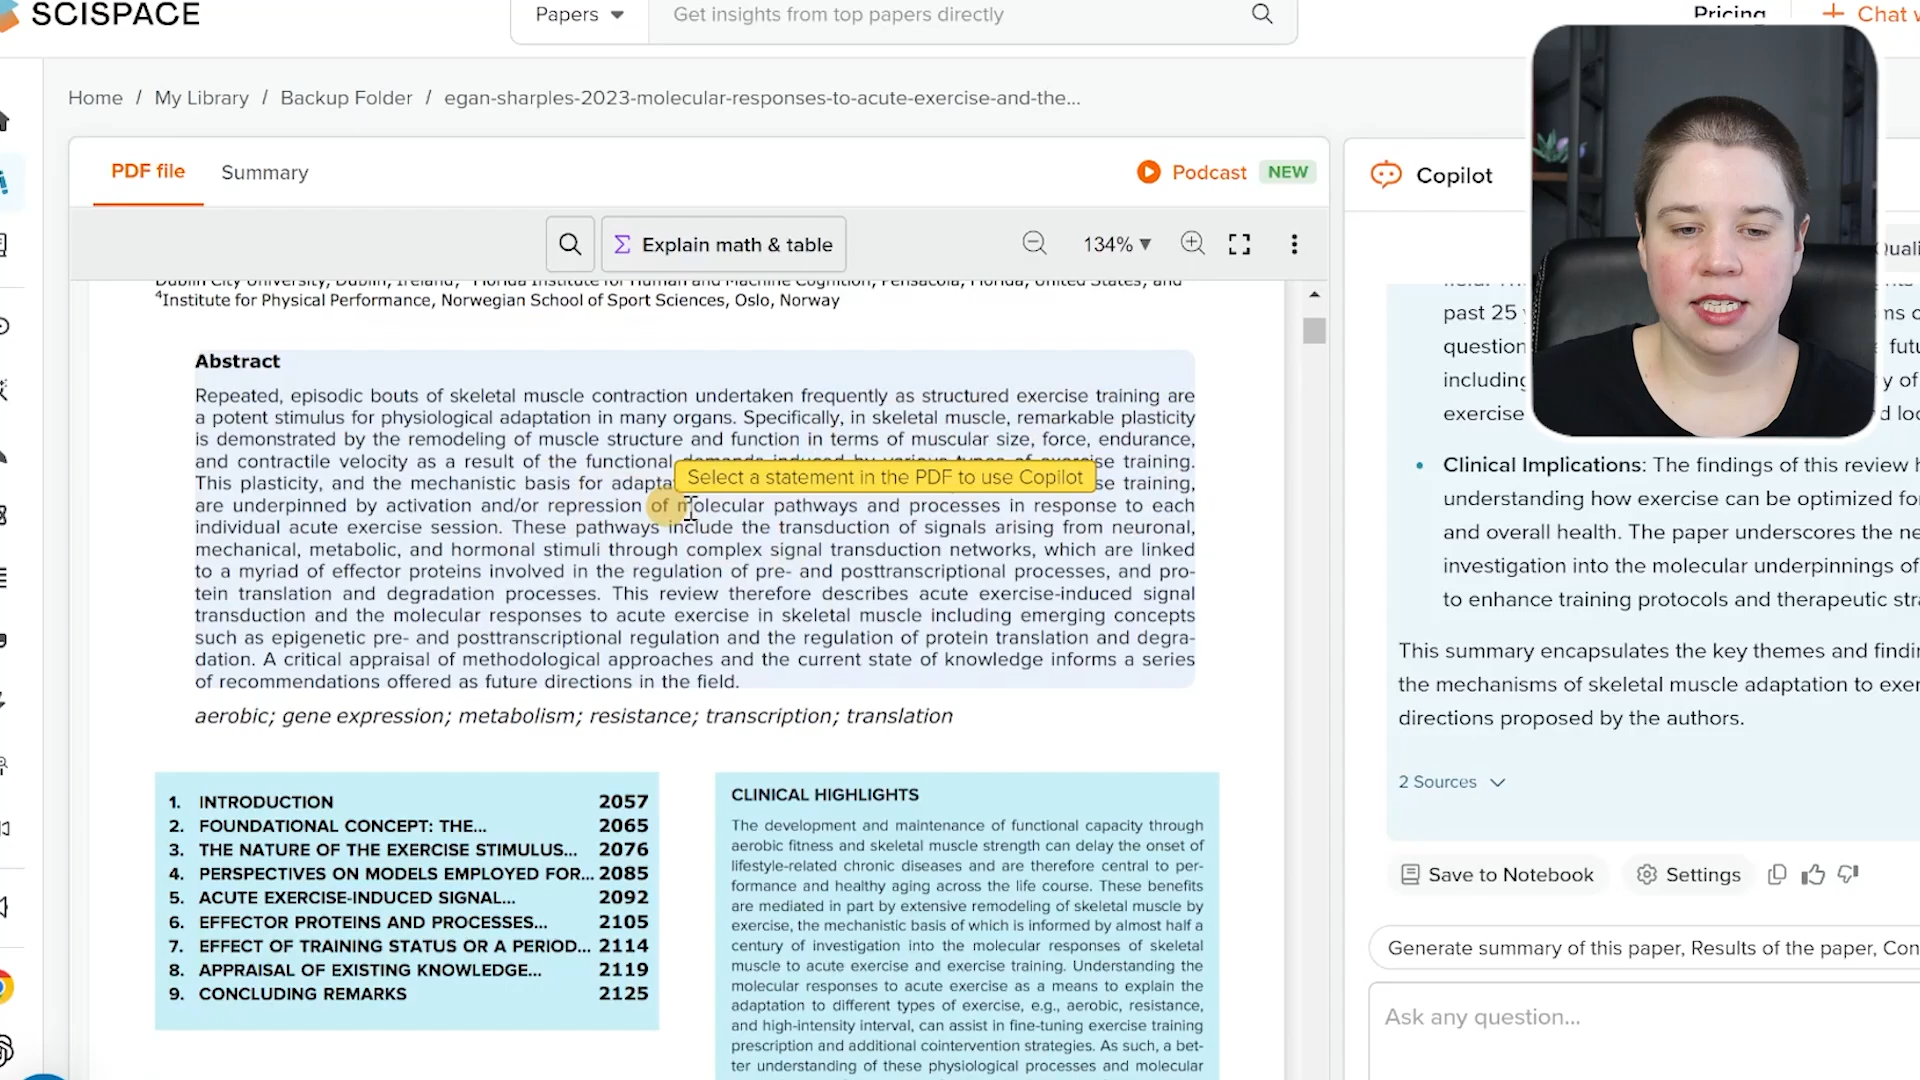 SCISPACE
Papers
Get insights from top papers directly
Pricing
Chat
Home / My Library / Backup Folder / egan-sharples-2023-molecular-responses-to-acute-exercise-and-the...
PDF file
Summary
Podcast
NEW
Explain math & table
134%
4Institute for Physical Performance, Norwegian School of Sport Sciences, Oslo, Norway
Abstract
Repeated, episodic bouts of skeletal muscle contraction undertaken frequently as structured exercise training are
a potent stimulus for physiological adaptation in many organs. Specifically, in skeletal muscle, remarkable plasticity
is demonstrated by the remodeling of muscle structure and function in terms of muscular size, force, endurance,
and contractile velocity as a result of the functional demands induced by various types of exercise training.
This plasticity, and the mechanistic basis for
training,
Select a statement in the PDF to use Copilot
are underpinned by activation and/or repression of molecular pathways and processes in response to each
individual acute exercise session. These pathways include the transduction of signals arising from neuronal,
mechanical, metabolic, and hormonal stimuli through complex signal transduction networks, which are linked
to a myriad of effector proteins involved in the regulation of pre- and posttranscriptional processes, and pro-
tein translation and degradation processes. This review therefore describes acute exercise-induced signal
transduction and the molecular responses to acute exercise in skeletal muscle including emerging concepts
such as epigenetic pre- and posttranscriptional regulation and the regulation of protein translation and degra-
dation. A critical appraisal of methodological approaches and the current state of knowledge informs a series
of recommendations offered as future directions in the field.
aerobic; gene expression; metabolism; resistance; transcription; translation
1. INTRODUCTION 2057
2. FOUNDATIONAL CONCEPT: THE... 2065
3. THE NATURE OF THE EXERCISE STIMULUS... 2076
4. PERSPECTIVES ON MODELS EMPLOYED FOR... 2085
5. ACUTE EXERCISE-INDUCED SIGNAL... 2092
6. EFFECTOR PROTEINS AND PROCESSES... 2105
7. EFFECT OF TRAINING STATUS OR A PERIOD... 2114
8. APPRAISAL OF EXISTING KNOWLEDGE... 2119
9. CONCLUDING REMARKS 2125
CLINICAL HIGHLIGHTS
The development and maintenance of functional capacity through
aerobic fitness and skeletal muscle strength can delay the onset of
lifestyle-related chronic diseases and are therefore central to per-
formance and healthy aging across the life course. These benefits
are mediated in part by extensive remodeling of skeletal muscle by
exercise, the mechanistic basis of which is informed by almost half a
century of investigation into the molecular responses of skeletal
muscle to acute exercise and exercise training. Understanding the
molecular responses to acute exercise as a means to explain the
adaptation to different types of exercise, e.g., aerobic, resistance,
and high-intensity interval, can assist in fine-tuning exercise training
prescription and additional cointervention strategies. As such, a bet-
ter understanding of these physiological processes and molecular
Copilot
past 25
question
including
exercise
Clinical Implications: The findings of this review
understanding how exercise can be optimized
and overall health. The paper underscores the
investigation into the molecular underpinnings of
to enhance training protocols and therapeutic
This summary encapsulates the key themes and
the mechanisms of skeletal muscle adaptation to
directions proposed by the authors.
2 Sources
Save to Notebook
Settings
Generate summary of this paper, Results of the paper,
Ask any question...